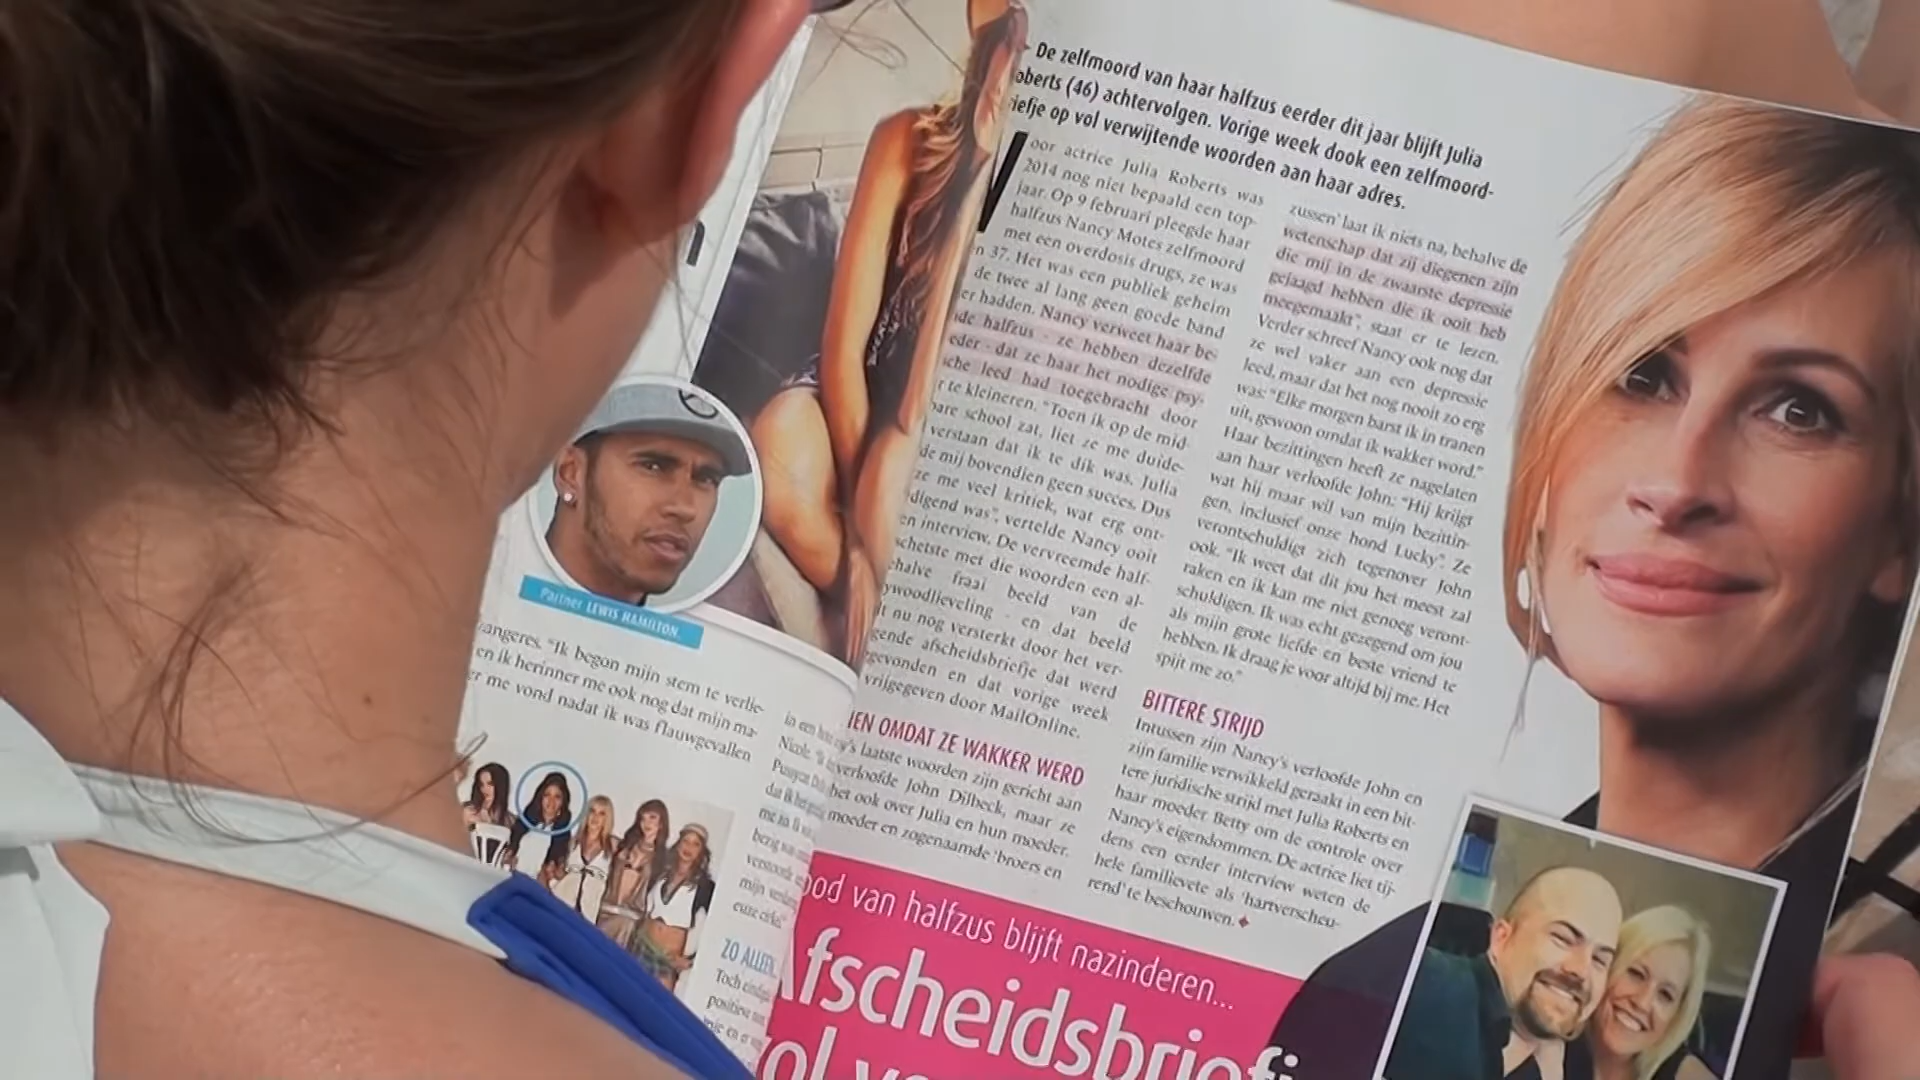 De zelfmoord van haar halfzus eerder dit jaar blijft Julia
oberts (46) achtervolgen. Vorige week dook een zelfmoord-
iefje op vol verwijtende woorden aan haar adres.
oor actrice Julia Roberts was
2014 nog niet bepaald een top-
jaar. Op 9 februari pleegde haar
halfzus Nancy Motes zelfmoord
met een overdosis drugs, ze was
n 37. Het was een publiek geheim
de twee al lang geen goede band
er hadden. Nancy verweet haar be-
de halfzus - ze hebben dezelfde
eder - dat ze haar het nodige psy-
che leed had toegebracht door
r te kleineren. "Toen ik op de mid-
bare school zat, liet ze me duide-
verstaan dat ik te dik was. Julia
de mij bovendien geen succes. Dus
ze me veel kritiek, wat erg ont-
digend was", vertelde Nancy ooit
en interview. De vervreemde half-
schetste met die woorden een al-
ehalve fraai beeld van de
ywoodlieveling - en dat beeld
t nu nog versterkt door het ver-
gende afscheidsbriefje dat werd
gevonden en dat vorige week
vrijgegeven door MailOnline.
IEN OMDAT ZE WAKKER WERD
y's laatste woorden zijn gericht aan
verloofde John Dilbeck, maar ze
het ook over Julia en hun moeder.
moeder en zogenaamde 'broers en
zussen' laat ik niets na, behalve de
wetenschap dat zij diegenen zijn
die mij in de zwaarste depressie
gejaagd hebben die ik ooit heb
meegemaakt", staat er te lezen.
Verder schreef Nancy ook nog dat
ze wel vaker aan een depressie
leed, maar dat het nog nooit zo erg
was: "Elke morgen barst ik in tranen
uit, gewoon omdat ik wakker word."
Haar bezittingen heeft ze nagelaten
aan haar verloofde John: "Hij krijgt
wat hij maar wil van mijn bezittin-
gen, inclusief onze hond Lucky". Ze
verontschuldigt zich tegenover John
ook. "Ik weet dat dit jou het meest zal
raken en ik kan me niet genoeg veront-
schuldigen. Ik was echt gezegend om jou
als mijn grote liefde en beste vriend te
hebben. Ik draag je voor altijd bij me. Het
spijt me zo."
BITTERE STRIJD
Intussen zijn Nancy's verloofde John en
zijn familie verwikkeld geraakt in een bit-
tere juridische strijd met Julia Roberts en
haar moeder Betty om de controle over
Nancy's eigendommen. De actrice liet tij-
dens een eerder interview weten de
hele familievete als 'hartverscheu-
rend' te beschouwen.
ood van halfzus blijft nazinderen...
Afscheidsbriefj
vol ve
Partner LEWIS HAMILTON.
zangeres. "Ik begon mijn stem te verlie-
en ik herinner me ook nog dat mijn ma-
er me vond nadat ik was flauwgevallen
in een
Nicole
dat ik het
me zo
mijn
ZO ALLEEN
Toch